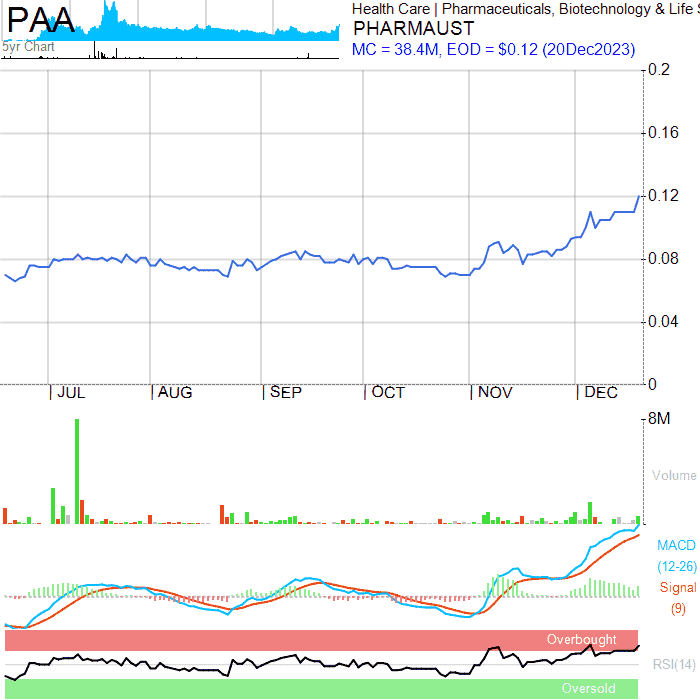 PAA
5yr Chart
Health Care | Pharmaceuticals, Biotechnology & Life S
PHARMAUST
MC = 38.4M, EOD = $0.12 (20Dec2023)
0.2
0.16
0.12
0.08
0.04
0
JUL
AUG
SEP
OCT
NOV
DEC
8M
Volume
MACD
(12-26)
Signal
(9)
Overbought
RSI(14)
Oversold